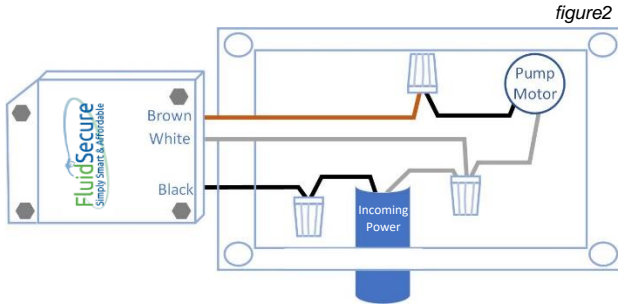 figure2
Pump
Motor
Brown
White
Black
FluidSecure
Simply Smart & Affordable
Incoming
Power